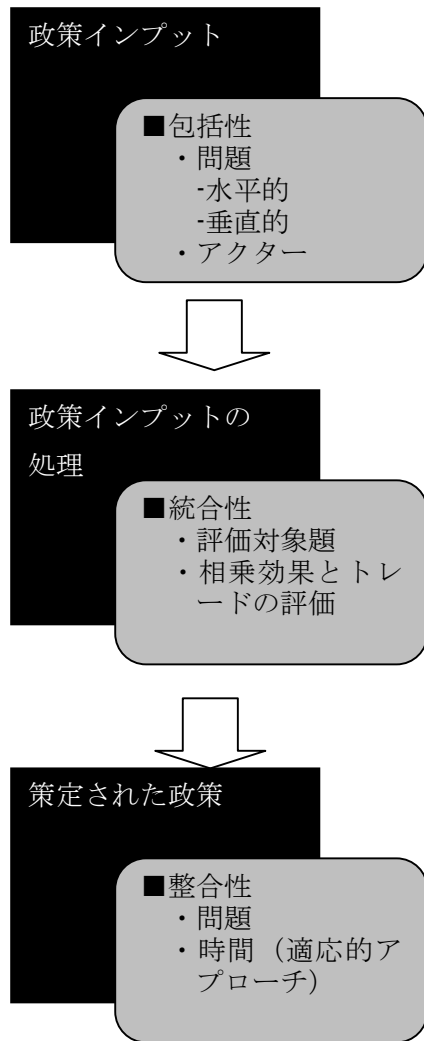 政策インプット
■包括性
・問題
-水平的
-垂直的
・アクター
政策インプットの
処理
■統合性
・評価対象題
・相乗効果とトレ
ードの評価
策定された政策
■整合性
・問題
・時間（適応的ア
プローチ）